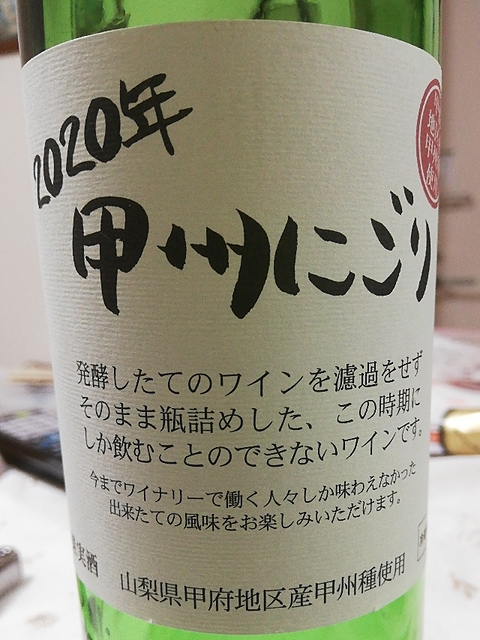 2020年
甲州にごり
発酵したてのワインを濾過をせず
そのまま瓶詰めした、この時期に
しか飲むことのできないワインです。
今までワイナリーで働く人々しか味わえなかった
出来たての風味をお楽しみいただけます。
実酒
山梨県甲府地区産甲州種使用